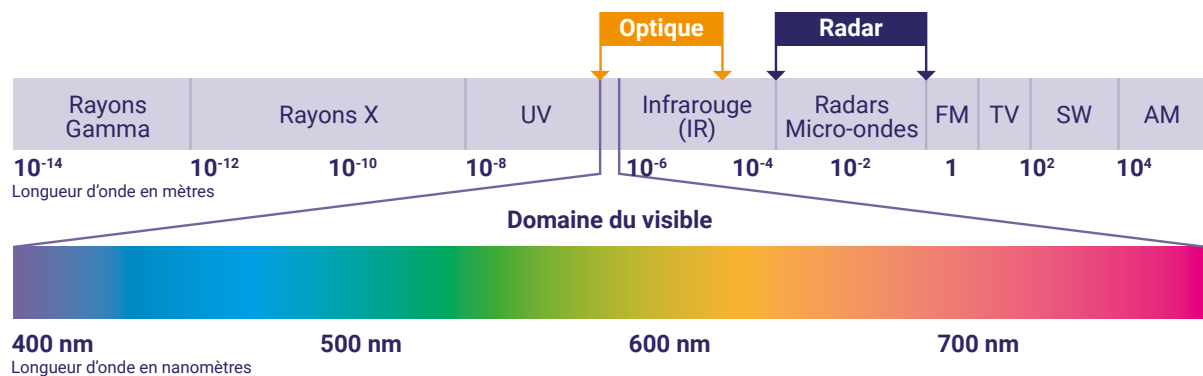 Optique
Radar
Rayons
Gamma
Rayons X
UV
Infrarouge
(IR)
Radars
Micro-ondes
FM
TV
SW
AM
10⁻¹⁴
10⁻¹²
10⁻¹⁰
10⁻⁸
10⁻⁶
10⁻⁴
10⁻²
1
10²
10⁴
Longueur d’onde en mètres
Domaine du visible
400 nm
500 nm
600 nm
700 nm
Longueur d’onde en nanomètres